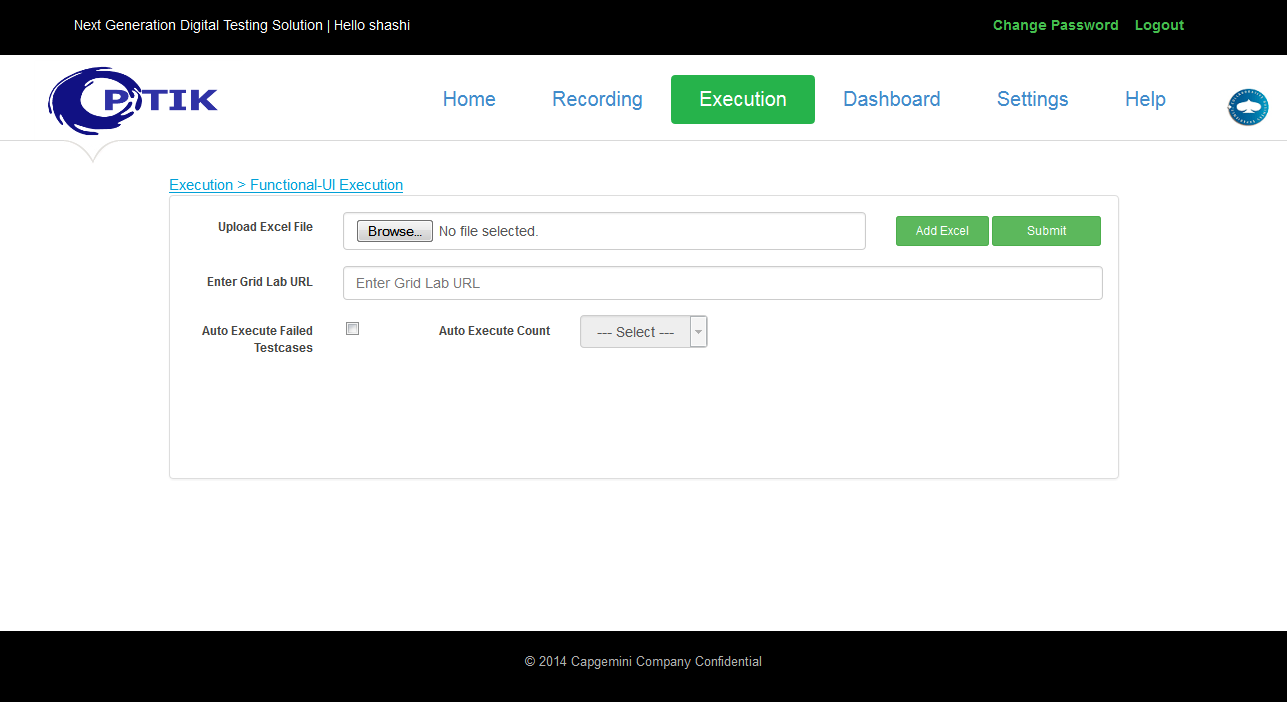 Next Generation Digital Testing Solution | Hello shashi
Change Password
Logout
PTIK
Home
Recording
Execution
Dashboard
Settings
Help
Execution > Functional-UI Execution
Upload Excel File
Browse...
No file selected.
Add Excel
Submit
Enter Grid Lab URL
Enter Grid Lab URL
Auto Execute Failed
Testcases
Auto Execute Count
--- Select ---
© 2014 Capgemini Company Confidential